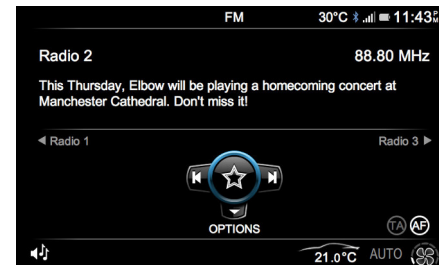 FM
30°C 11:43 PM
Radio 2
88.80 MHz
This Thursday, Elbow will be playing a homecoming concert at
Manchester Cathedral. Don't miss it!
◀ Radio 1
Radio 3 ▶
OPTIONS
TA AF
21.0°C AUTO